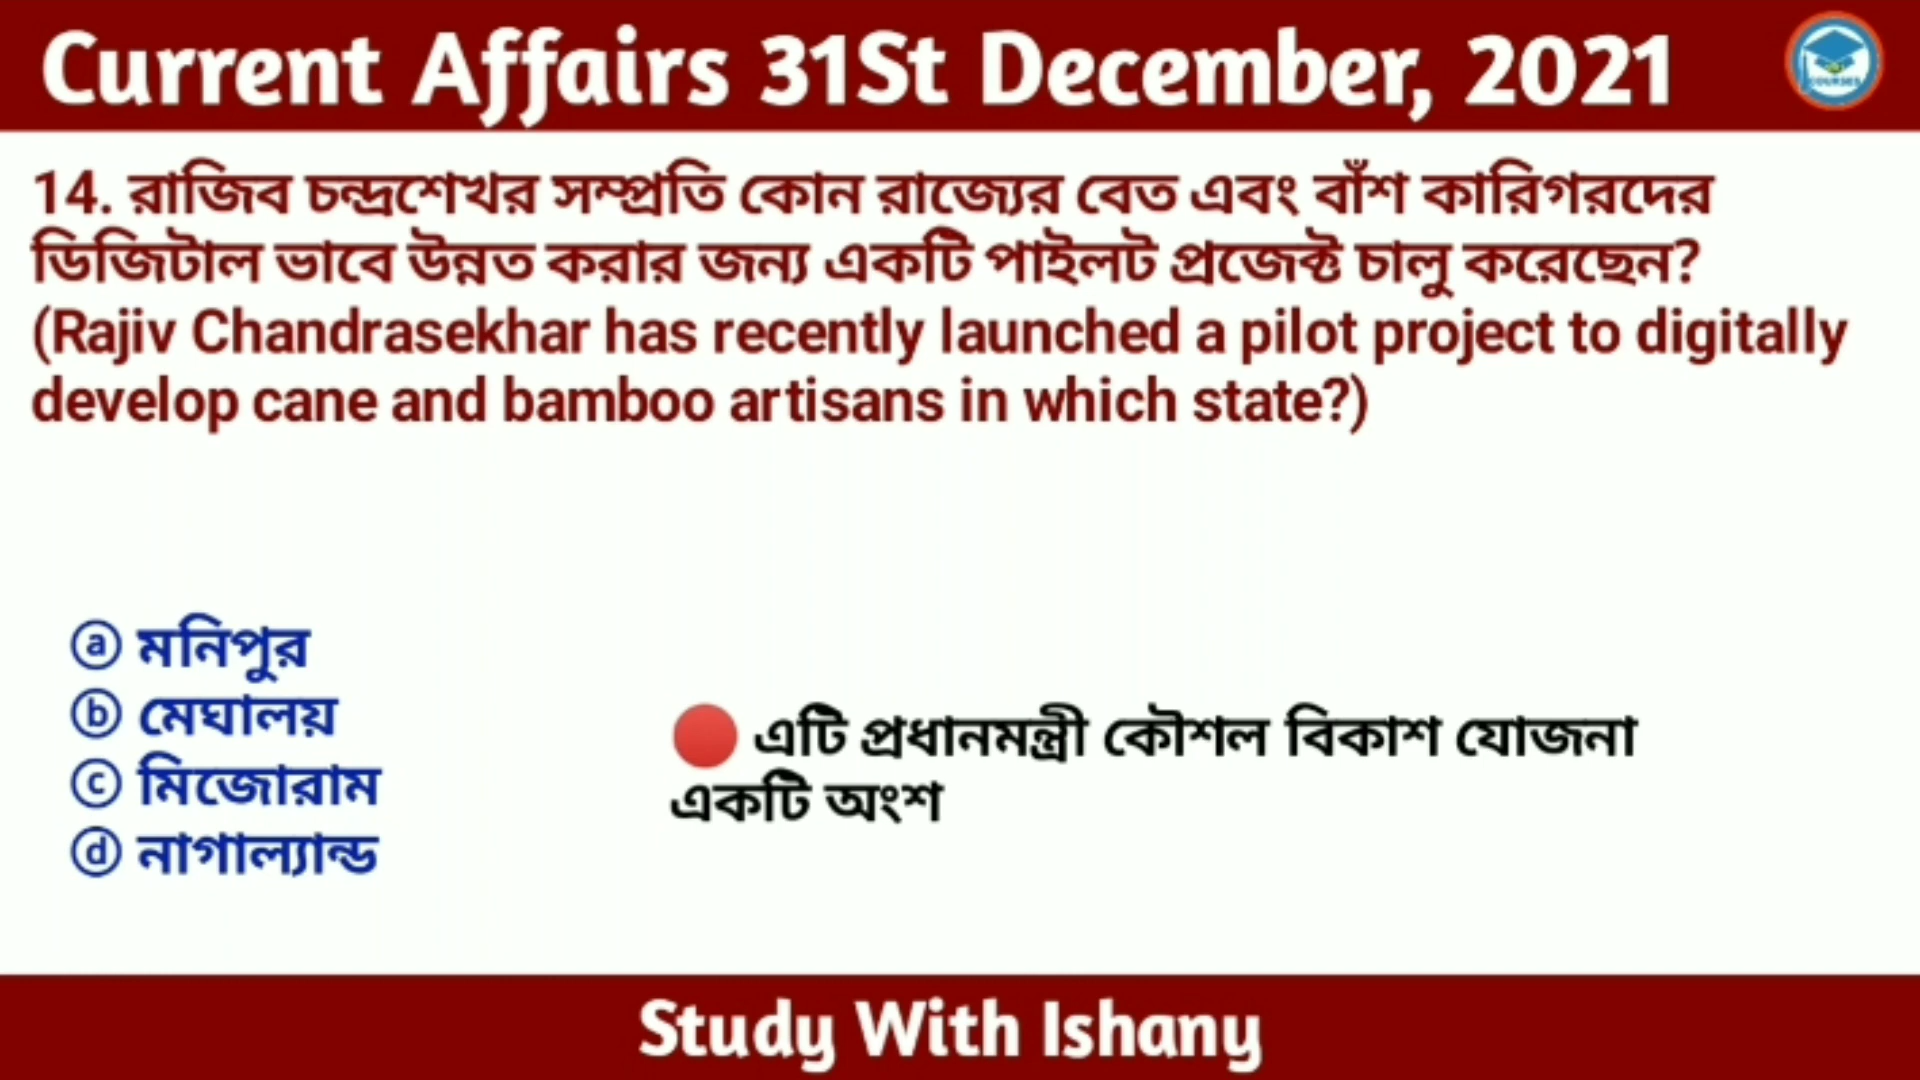 Current Affairs 31St December, 2021
COURSES
14. রাজিব চন্দ্রশেখর সম্প্রতি কোন রাজ্যের বেত এবং বাঁশ কারিগরদের
ডিজিটাল ভাবে উন্নত করার জন্য একটি পাইলট প্রজেক্ট চালু করেছেন?
(Rajiv Chandrasekhar has recently launched a pilot project to digitally
develop cane and bamboo artisans in which state?)
ⓐ মনিপুর
ⓑ মেঘালয়
ⓒ মিজোরাম
ⓓ নাগাল্যান্ড
🔴 এটি প্রধানমন্ত্রী কৌশল বিকাশ যোজনা
একটি অংশ
Study With Ishany